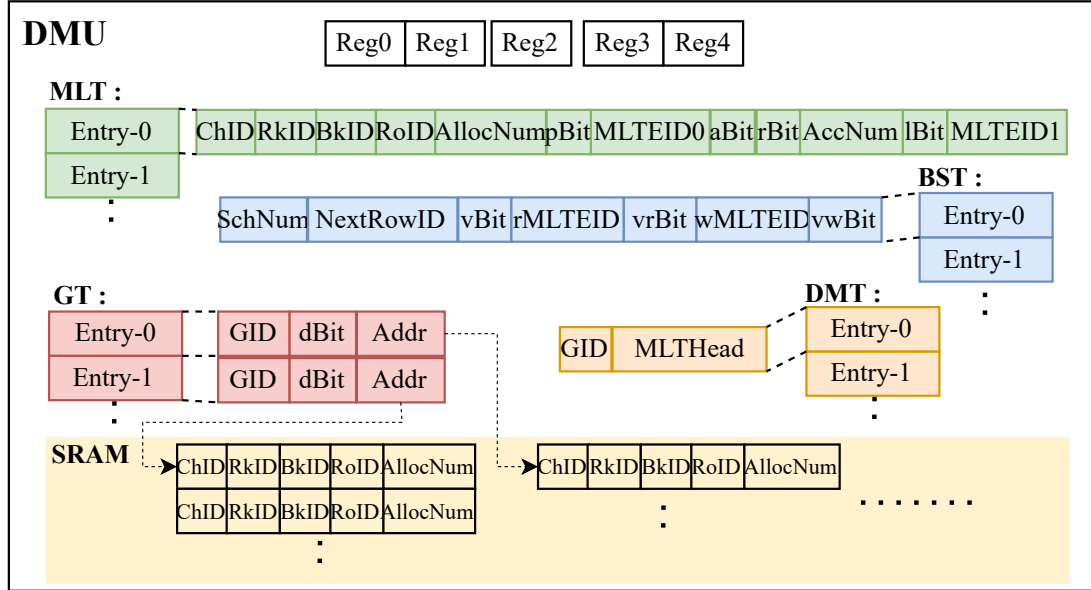 DMU
Reg0 Reg1 Reg2 Reg3 Reg4
MLT :
Entry-0 ChID RkID BkID RoID AllocNum pBit MLTEID0 aBit rBit AccNum lBit MLTEID1
Entry-1
BST :
SchNum NextRowID vBit rMLTEID vrBit wMLTEID vwBit Entry-0
Entry-1
GT :
DMT :
Entry-0 GID dBit Addr
Entry-1 GID dBit Addr
GID MLTHead Entry-0
Entry-1
SRAM
ChID RkID BkID RoID AllocNum
ChID RkID BkID RoID AllocNum
ChID RkID BkID RoID AllocNum